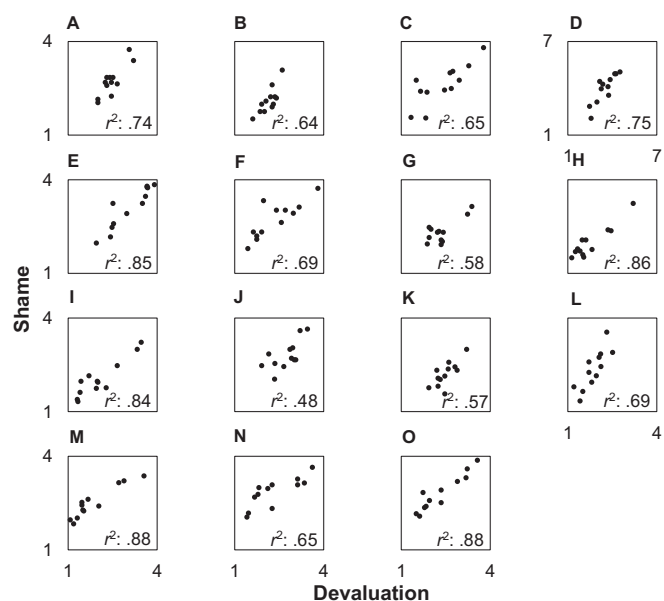 A B C D
4 7
r²: .74 r²: .64 r²: .65 r²: .75
1 1
1 7
E F G H
4
r²: .85 r²: .69 r²: .58 r²: .86
1
I J K L
4
r²: .84 r²: .48 r²: .57 r²: .69
1
1 4
M N O
4
r²: .88 r²: .65 r²: .88
1
1 4 1 4 1 4
Shame
Devaluation